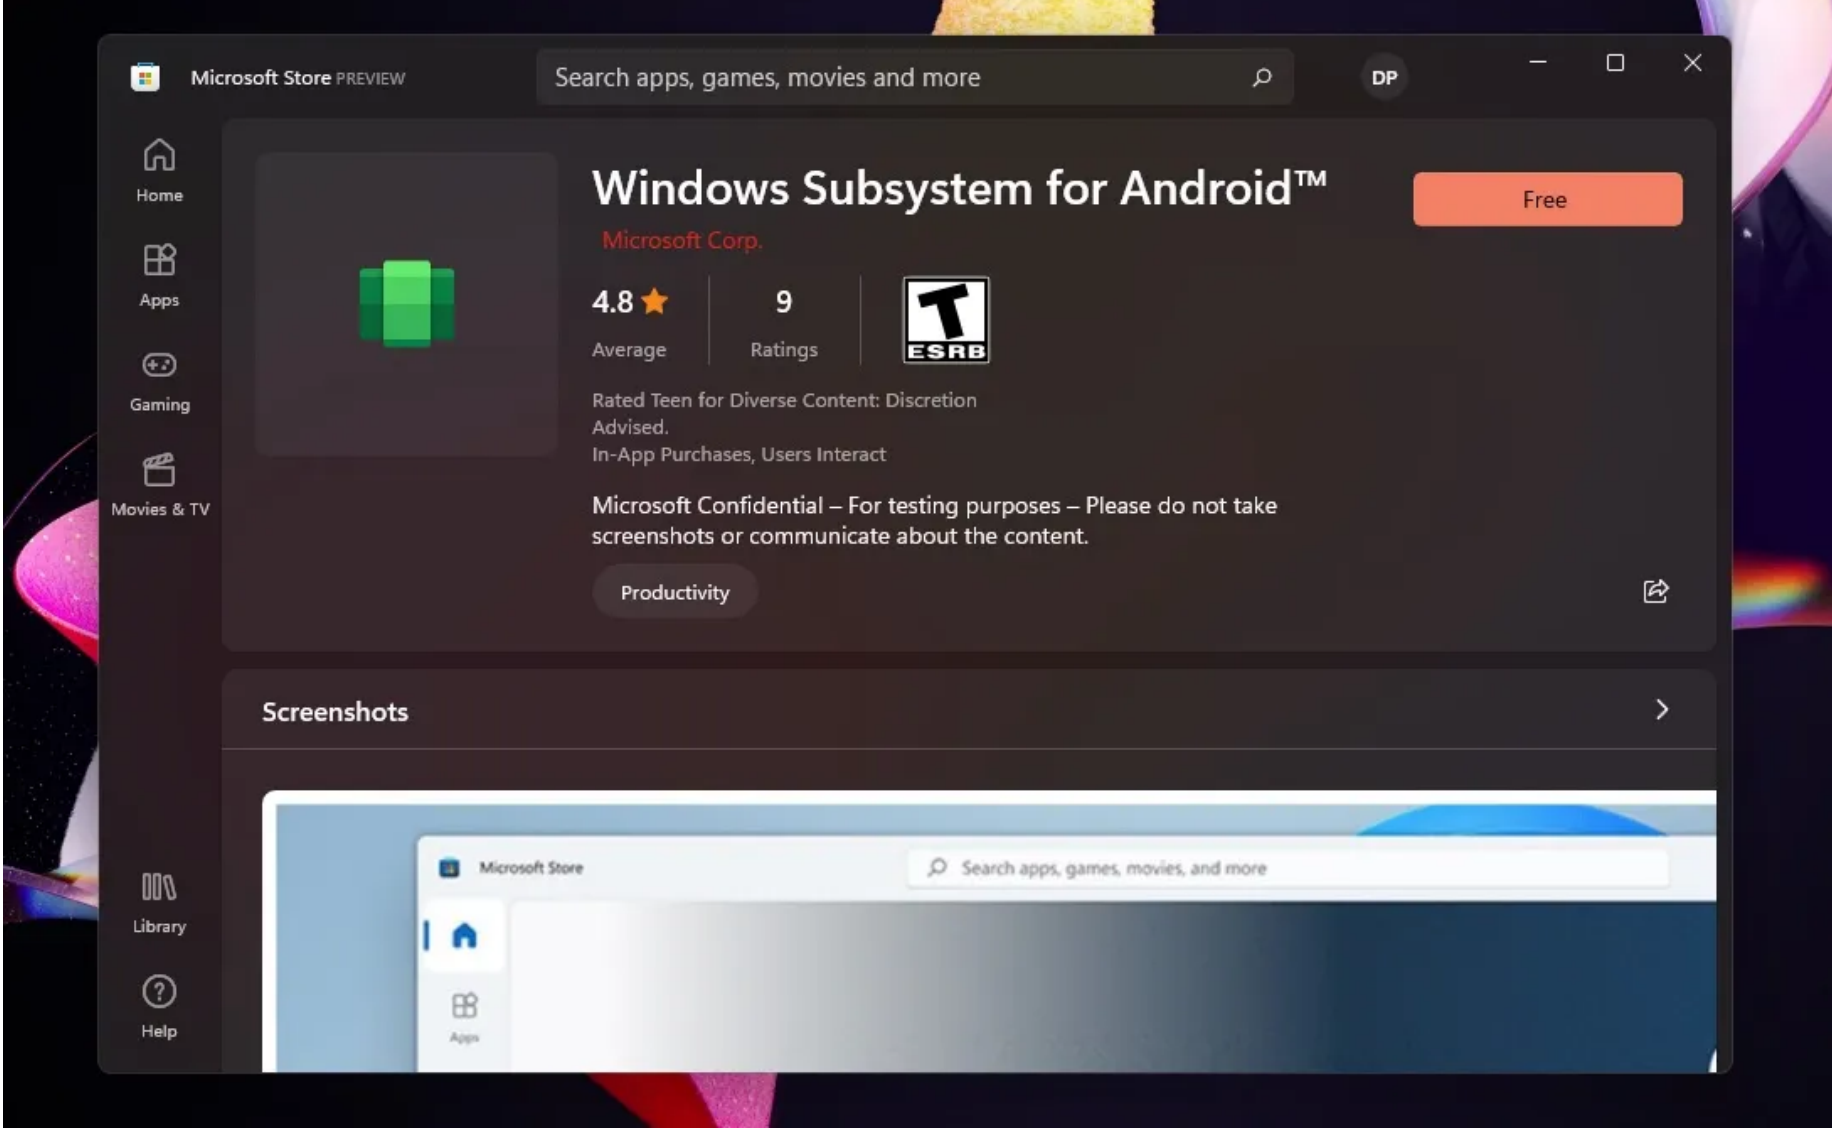 Microsoft Store PREVIEW
Search apps, games, movies and more
DP
Home
Apps
Gaming
Movies & TV
Library
Help
Windows Subsystem for Android™
Free
Microsoft Corp.
4.8
9
Average
Ratings
T
ESRB
Rated Teen for Diverse Content: Discretion
Advised.
In-App Purchases, Users Interact
Microsoft Confidential – For testing purposes – Please do not take
screenshots or communicate about the content.
Productivity
Screenshots
Microsoft Store
Search apps, games, movies, and more
Apps